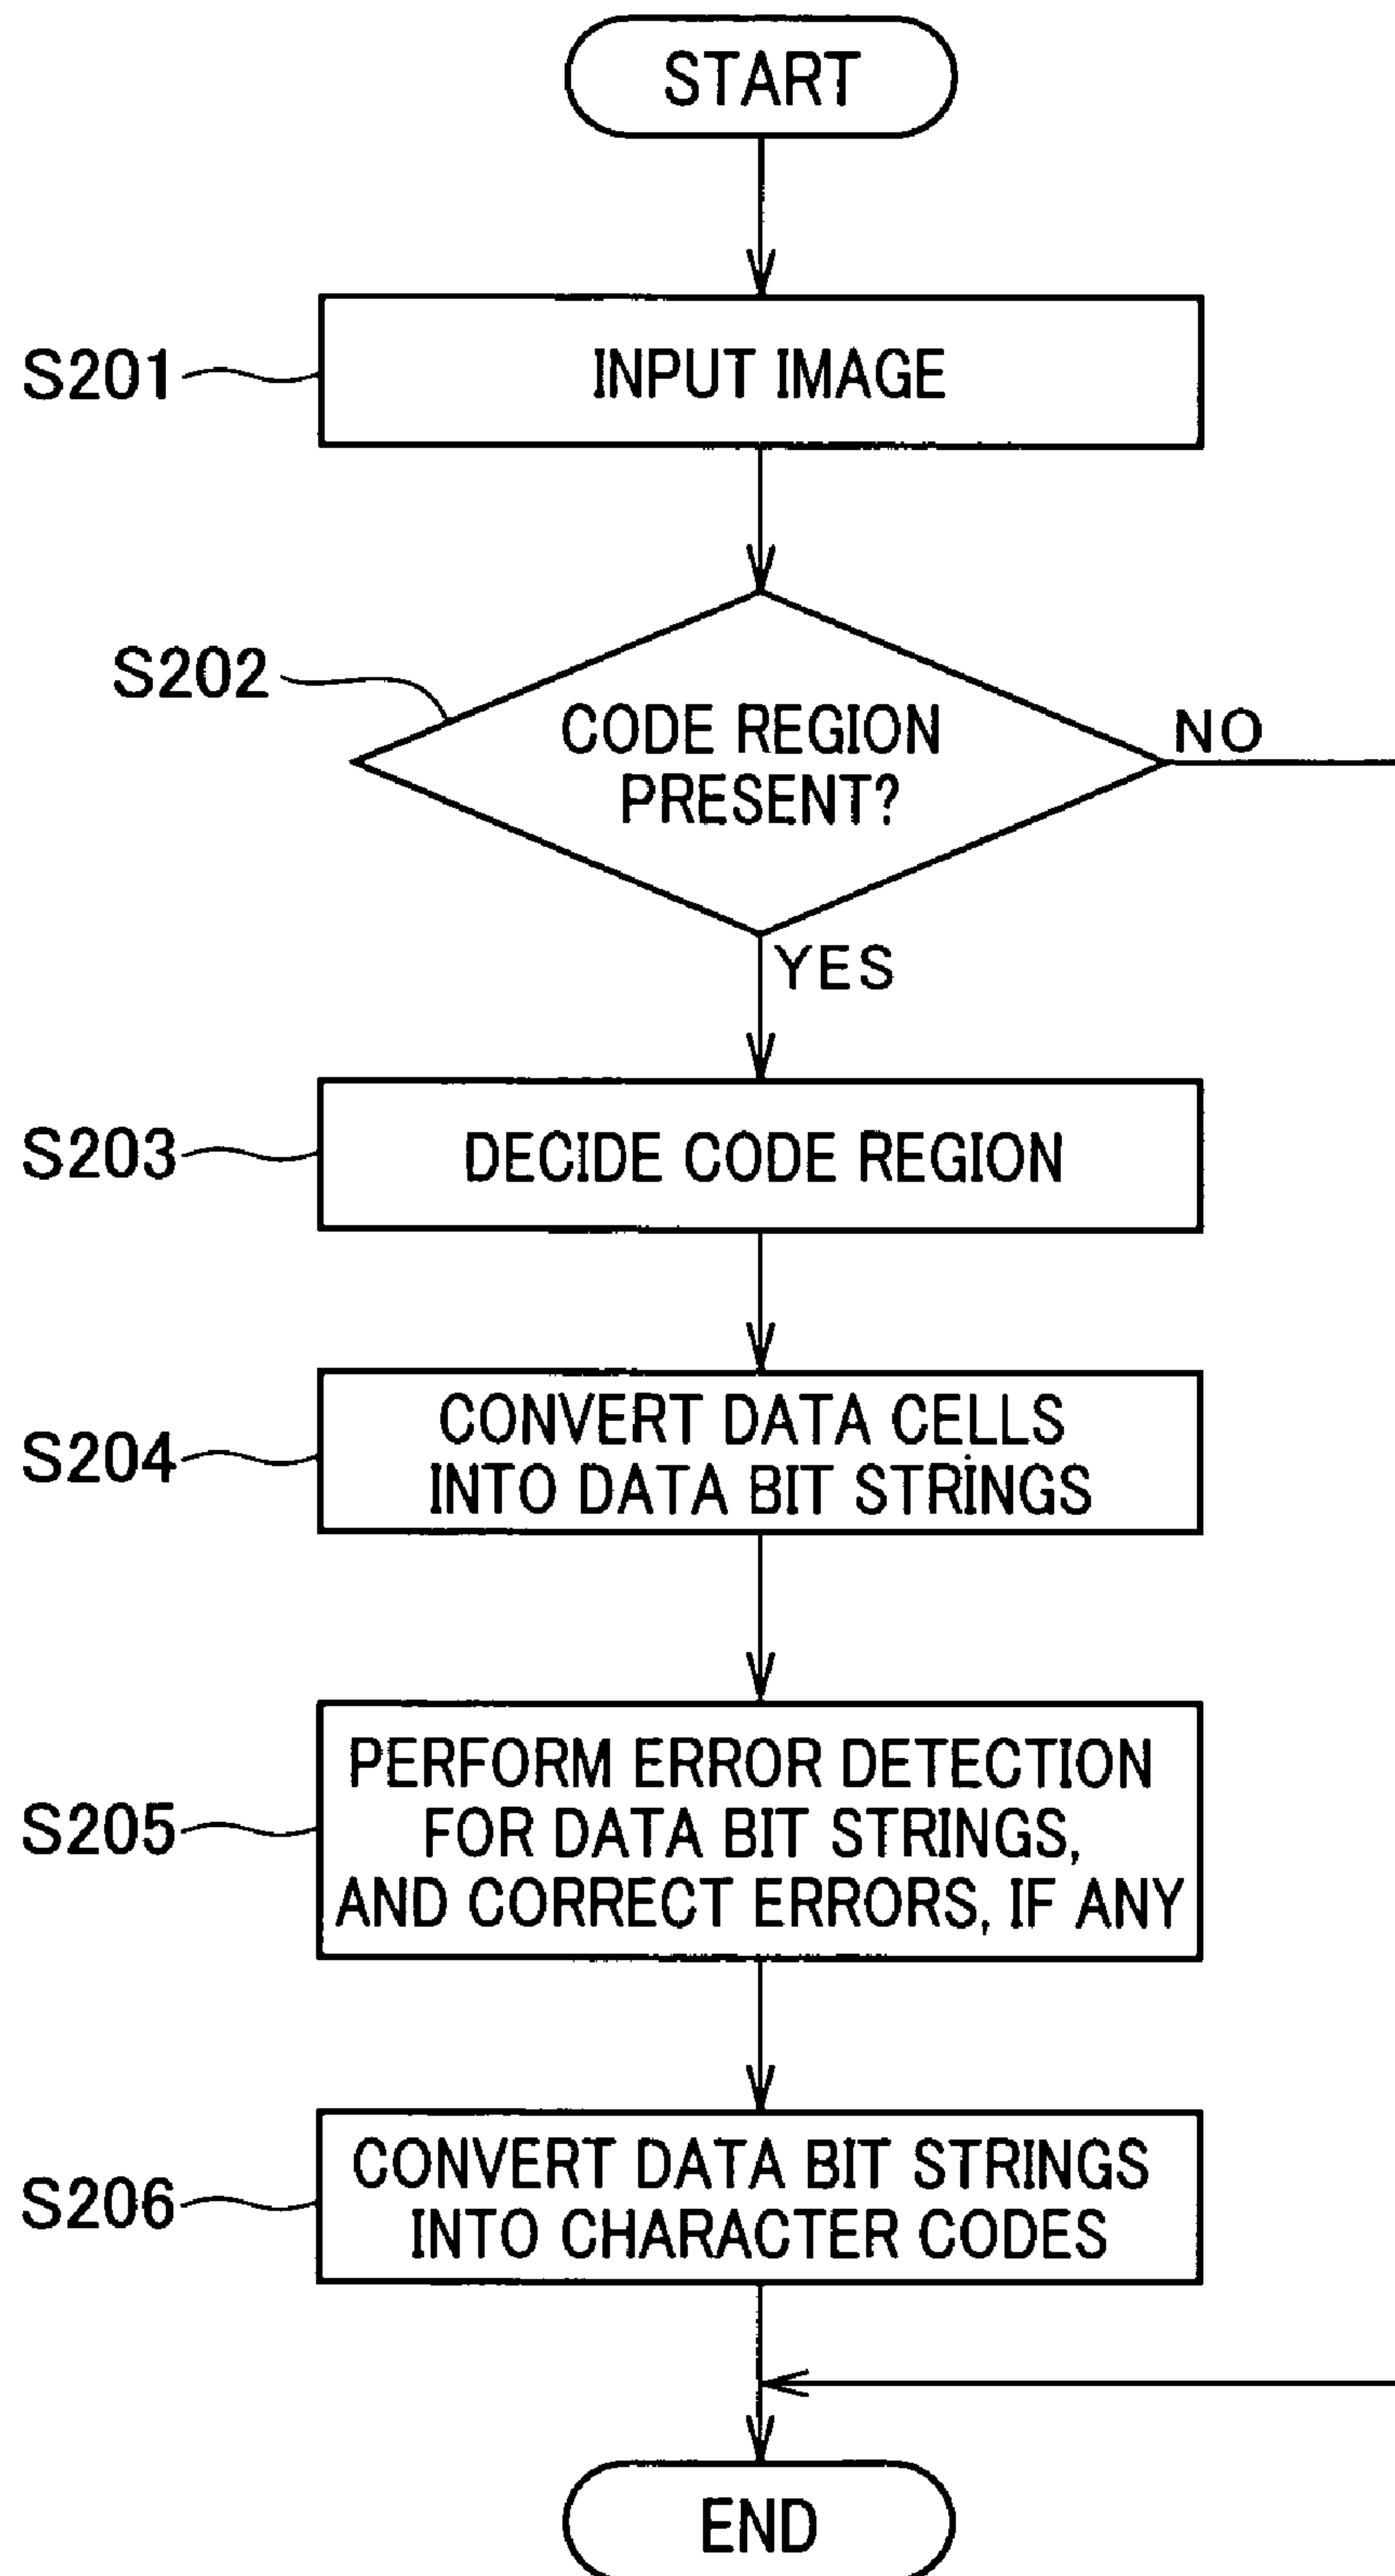 START
S201
INPUT IMAGE
S202
CODE REGION
PRESENT?
NO
YES
S203
DECIDE CODE REGION
S204
CONVERT DATA CELLS
INTO DATA BIT STRINGS
S205
PERFORM ERROR DETECTION
FOR DATA BIT STRINGS,
AND CORRECT ERRORS, IF ANY
S206
CONVERT DATA BIT STRINGS
INTO CHARACTER CODES
END